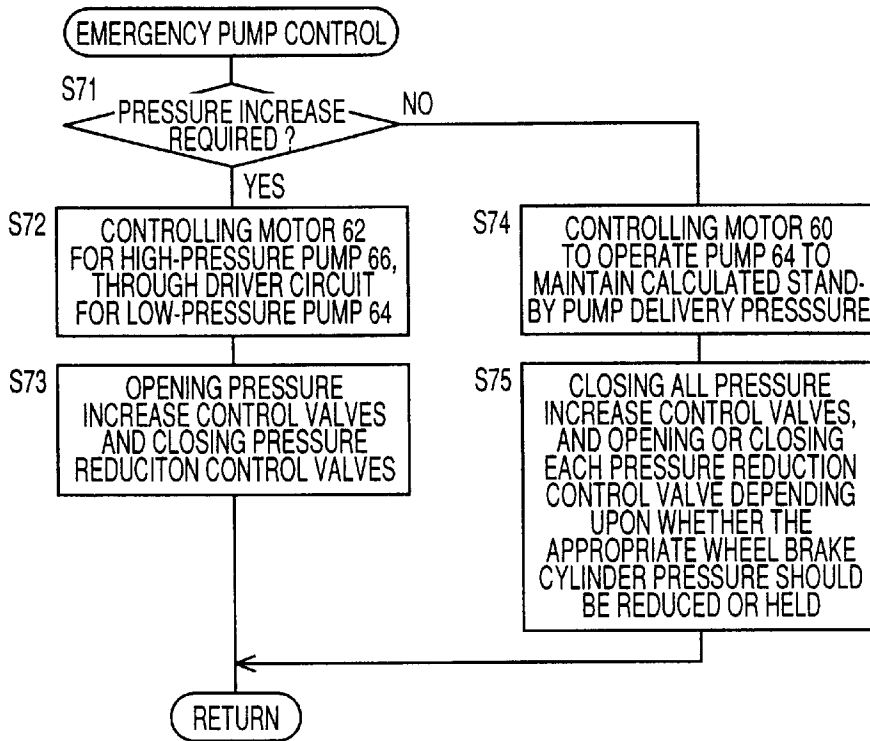 EMERGENCY PUMP CONTROL
S71
PRESSURE INCREASE
REQUIRED ?
NO
YES
S72
CONTROLLING MOTOR 62
FOR HIGH-PRESSURE PUMP 66,
THROUGH DRIVER CIRCUIT
FOR LOW-PRESSURE PUMP 64
S73
OPENING PRESSURE
INCREASE CONTROL VALVES
AND CLOSING PRESSURE
REDUCITON CONTROL VALVES
S74
CONTROLLING MOTOR 60
TO OPERATE PUMP 64 TO
MAINTAIN CALCULATED STAND-
BY PUMP DELIVERY PRESSSURE
S75
CLOSING ALL PRESSURE
INCREASE CONTROL VALVES,
AND OPENING OR CLOSING
EACH PRESSURE REDUCTION
CONTROL VALVE DEPENDING
UPON WHETHER THE
APPROPRIATE WHEEL BRAKE
CYLINDER PRESSURE SHOULD
BE REDUCED OR HELD
RETURN